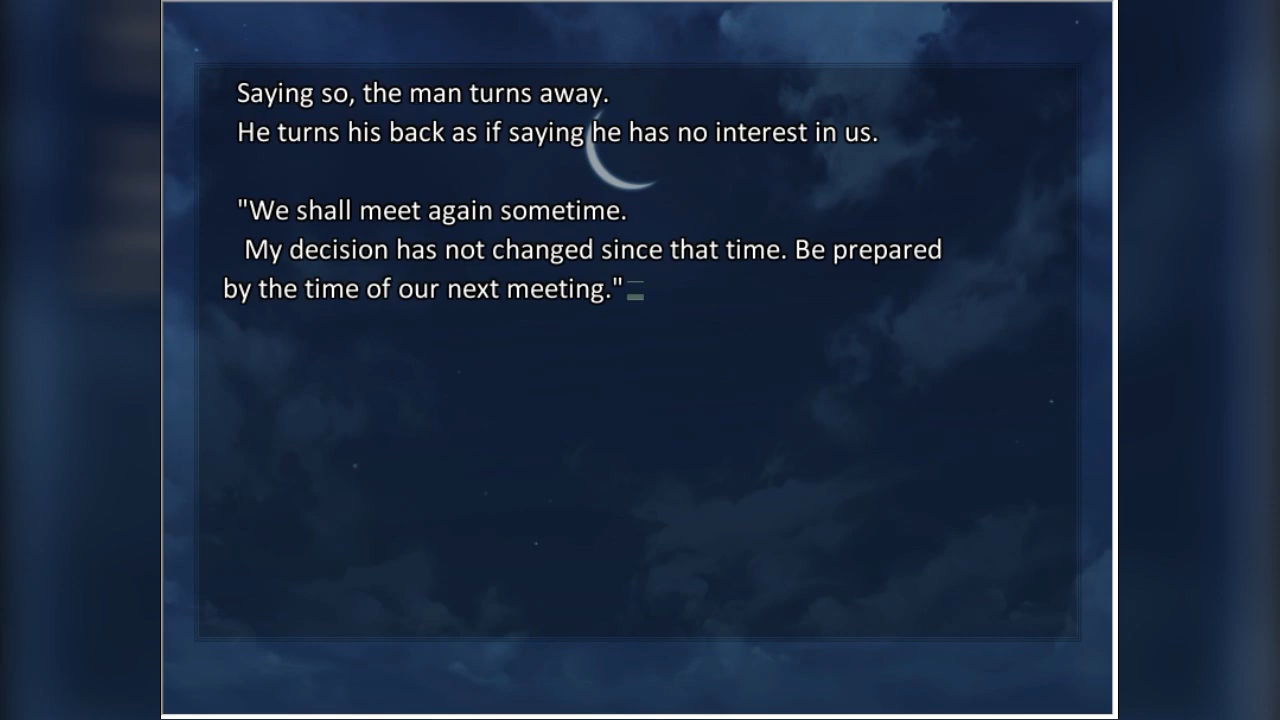 Saying so, the man turns away.
He turns his back as if saying he has no interest in us.
"We shall meet again sometime.
My decision has not changed since that time. Be prepared
by the time of our next meeting."